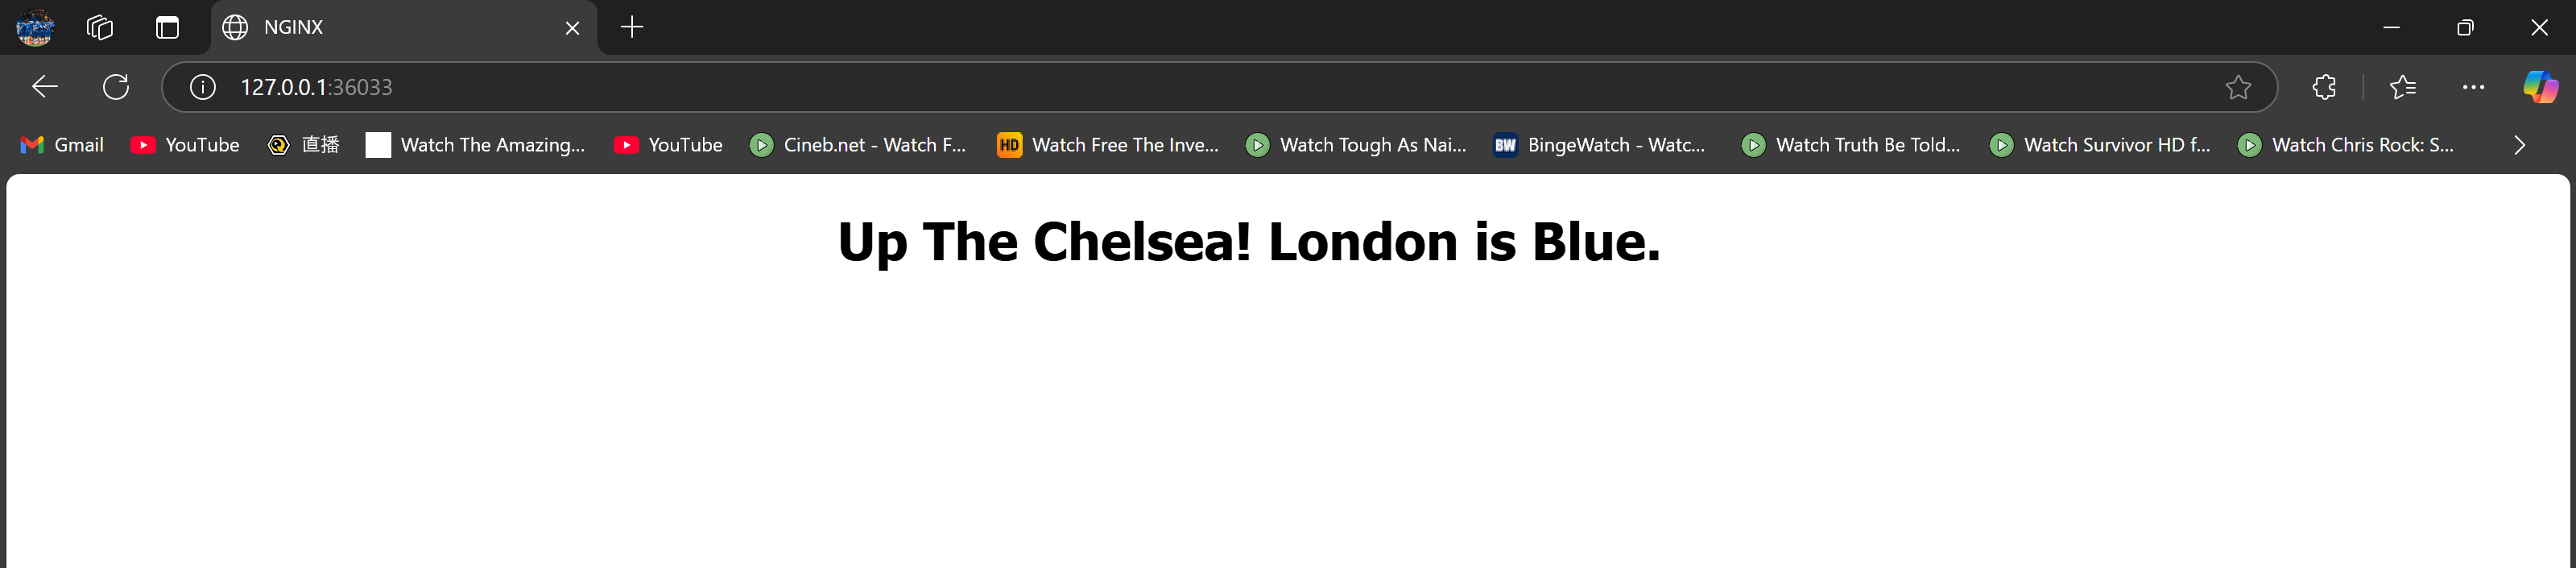 NGINX
127.0.0.1:36033
Gmail YouTube 直播 Watch The Amazing... YouTube Cineb.net - Watch F... HD Watch Free The Inve... Watch Tough As Nai... BW BingeWatch - Watc... Watch Truth Be Told... Watch Survivor HD f... Watch Chris Rock: S...
Up The Chelsea! London is Blue.